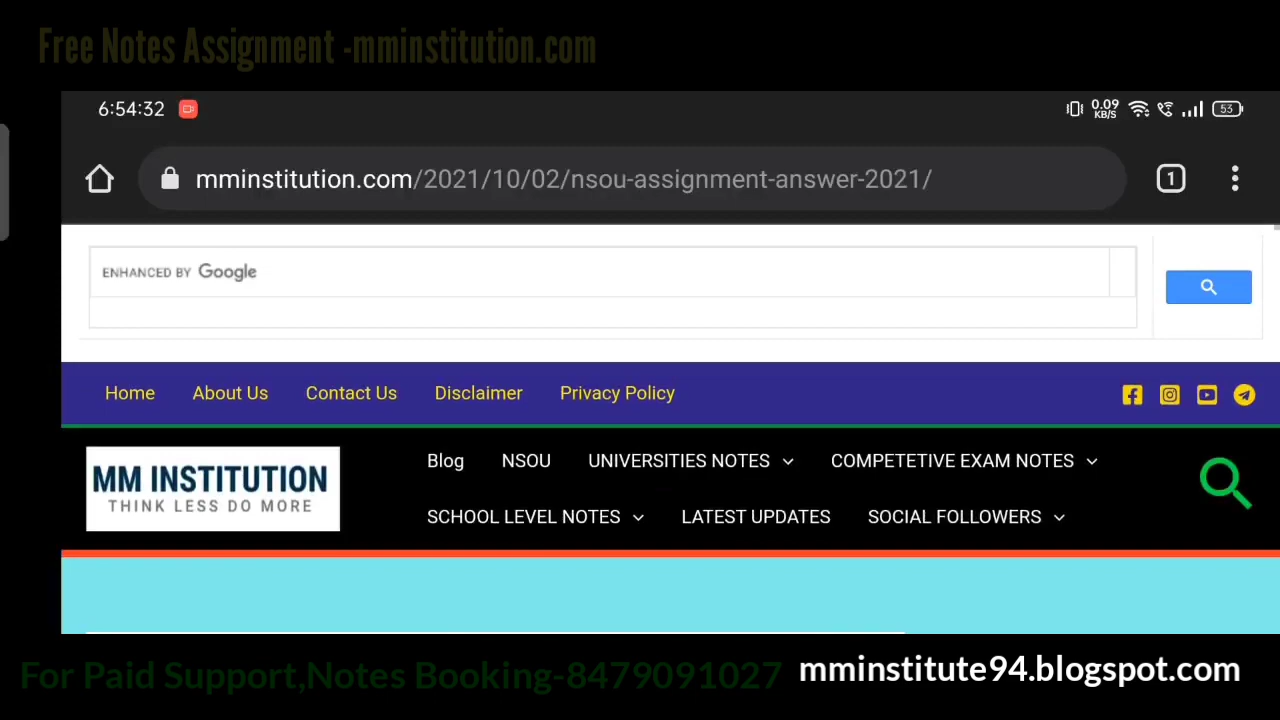 Free Notes Assignment -mminstitution.com
6:54:32 0.09 KB/S 53
mminstitution.com/2021/10/02/nsou-assignment-answer-2021/ 1
ENHANCED BY Google
Home About Us Contact Us Disclaimer Privacy Policy
MM INSTITUTION
THINK LESS DO MORE
Blog NSOU UNIVERSITIES NOTES COMPETETIVE EXAM NOTES
SCHOOL LEVEL NOTES LATEST UPDATES SOCIAL FOLLOWERS
For Paid Support,Notes Booking-8479091027
mminstitute94.blogspot.com